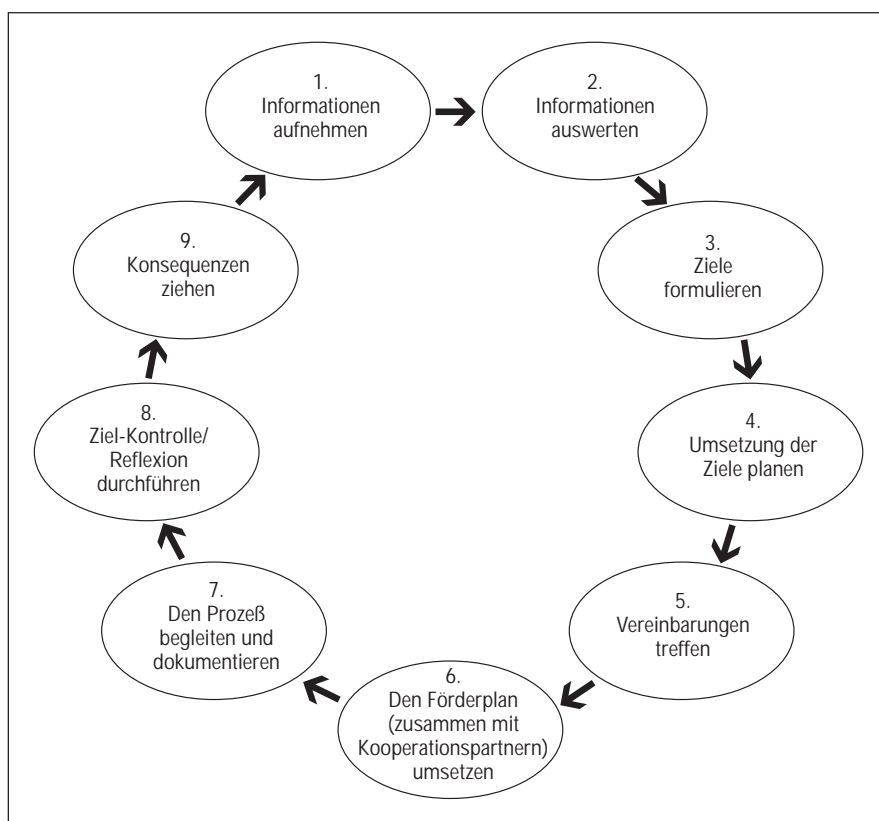 1.
Informationen
aufnehmen
2.
Informationen
auswerten
3.
Ziele
formulieren
4.
Umsetzung der
Ziele planen
5.
Vereinbarungen
treffen
6.
Den Förderplan
(zusammen mit
Kooperationspartnern)
umsetzen
7.
Den Prozeß
begleiten und
dokumentieren
8.
Ziel-Kontrolle/
Reflexion
durchführen
9.
Konsequenzen
ziehen